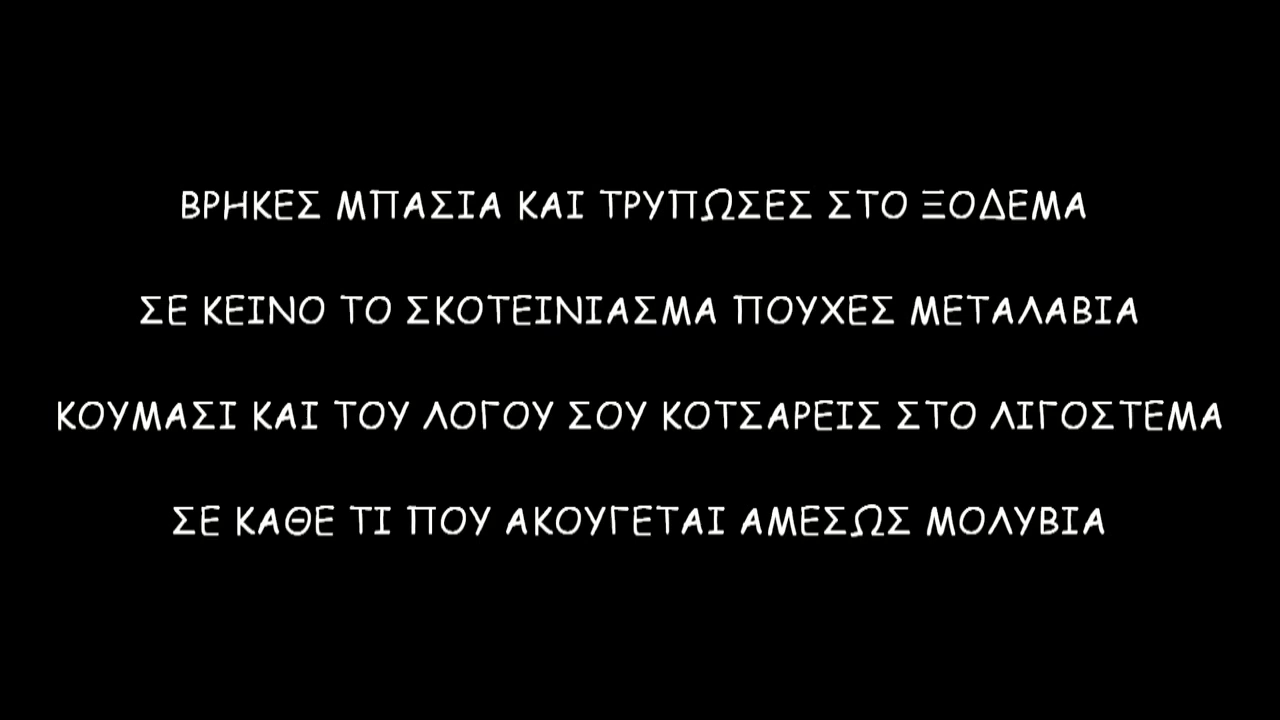 ΒΡΗΚΕΣ ΜΠΑΣΙΑ ΚΑΙ ΤΡΥΠΩΣΕΣ ΣΤΟ ΞΟΔΕΜΑ
ΣΕ ΚΕΙΝΟ ΤΟ ΣΚΟΤΕΙΝΙΑΣΜΑ ΠΟΥΧΕΣ ΜΕΤΑΛΑΒΙΑ
ΚΟΥΜΑΣΙ ΚΑΙ ΤΟΥ ΛΟΓΟΥ ΣΟΥ ΚΟΤΣΑΡΕΙΣ ΣΤΟ ΛΙΓΟΣΤΕΜΑ
ΣΕ ΚΑΘΕ ΤΙ ΠΟΥ ΑΚΟΥΓΕΤΑΙ ΑΜΕΣΩΣ ΜΟΛΥΒΙΑ